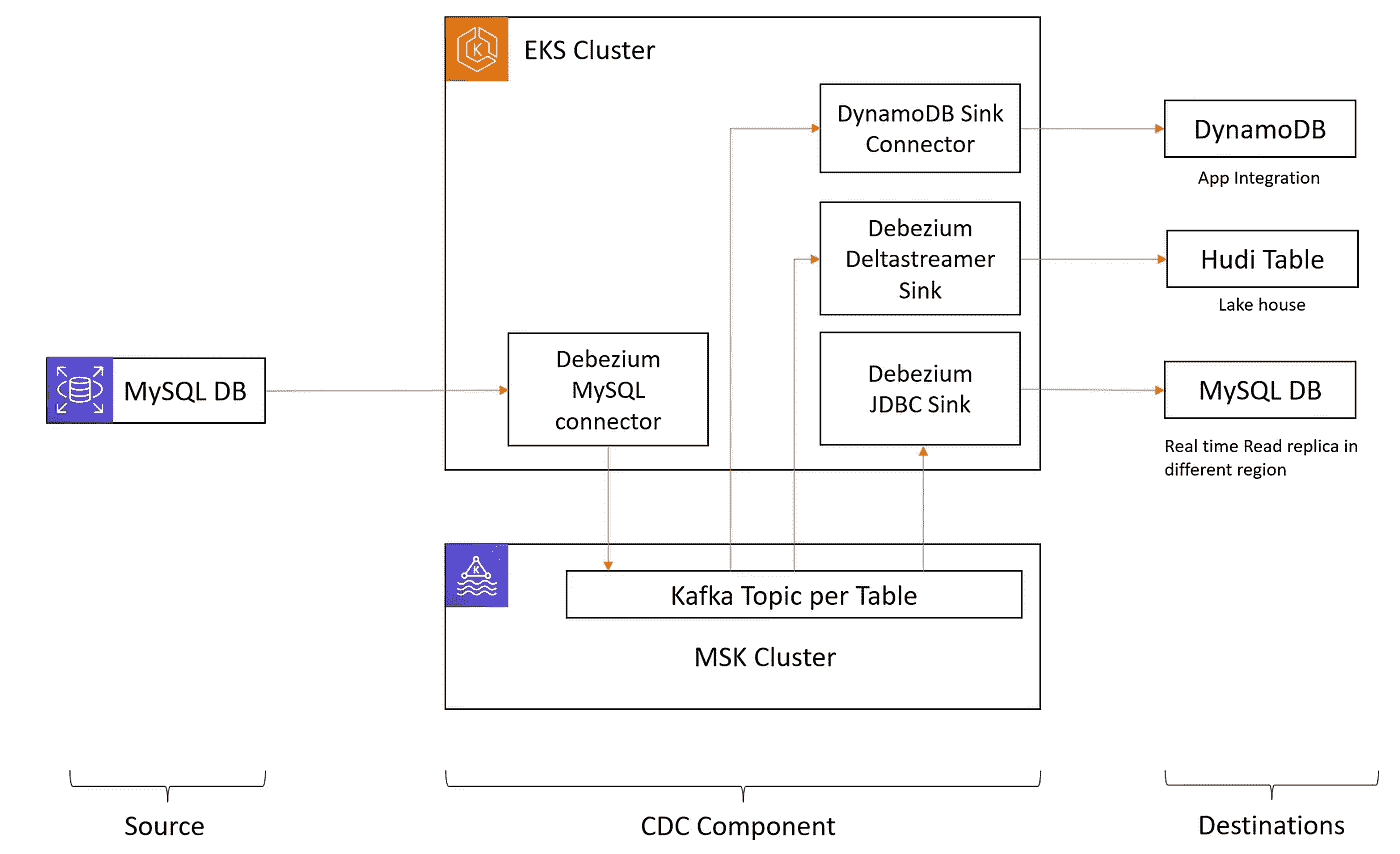 EKS Cluster
DynamoDB Sink
Connector
DynamoDB
App Integration
Debezium
Deltastreamer
Sink
Hudi Table
Lake house
MySQL DB
Debezium
MySQL
connector
Debezium
JDBC Sink
MySQL DB
Real time Read replica in
different region
Kafka Topic per Table
MSK Cluster
Source
CDC Component
Destinations